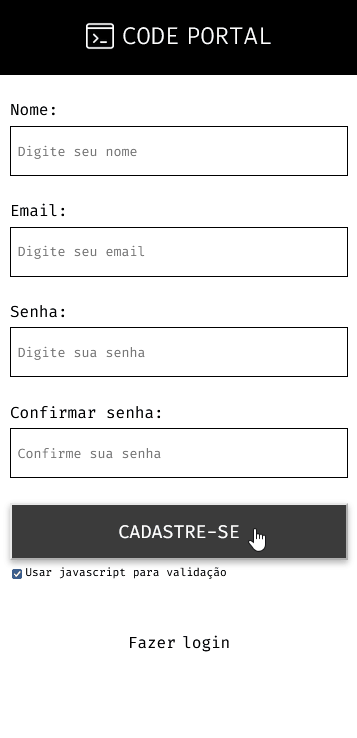 CODE PORTAL
Nome:
Digite seu nome
Email:
Digite seu email
Senha:
Digite sua senha
Confirmar senha:
Confirme sua senha
CADASTRE-SE
Usar javascript para validação
Fazer login